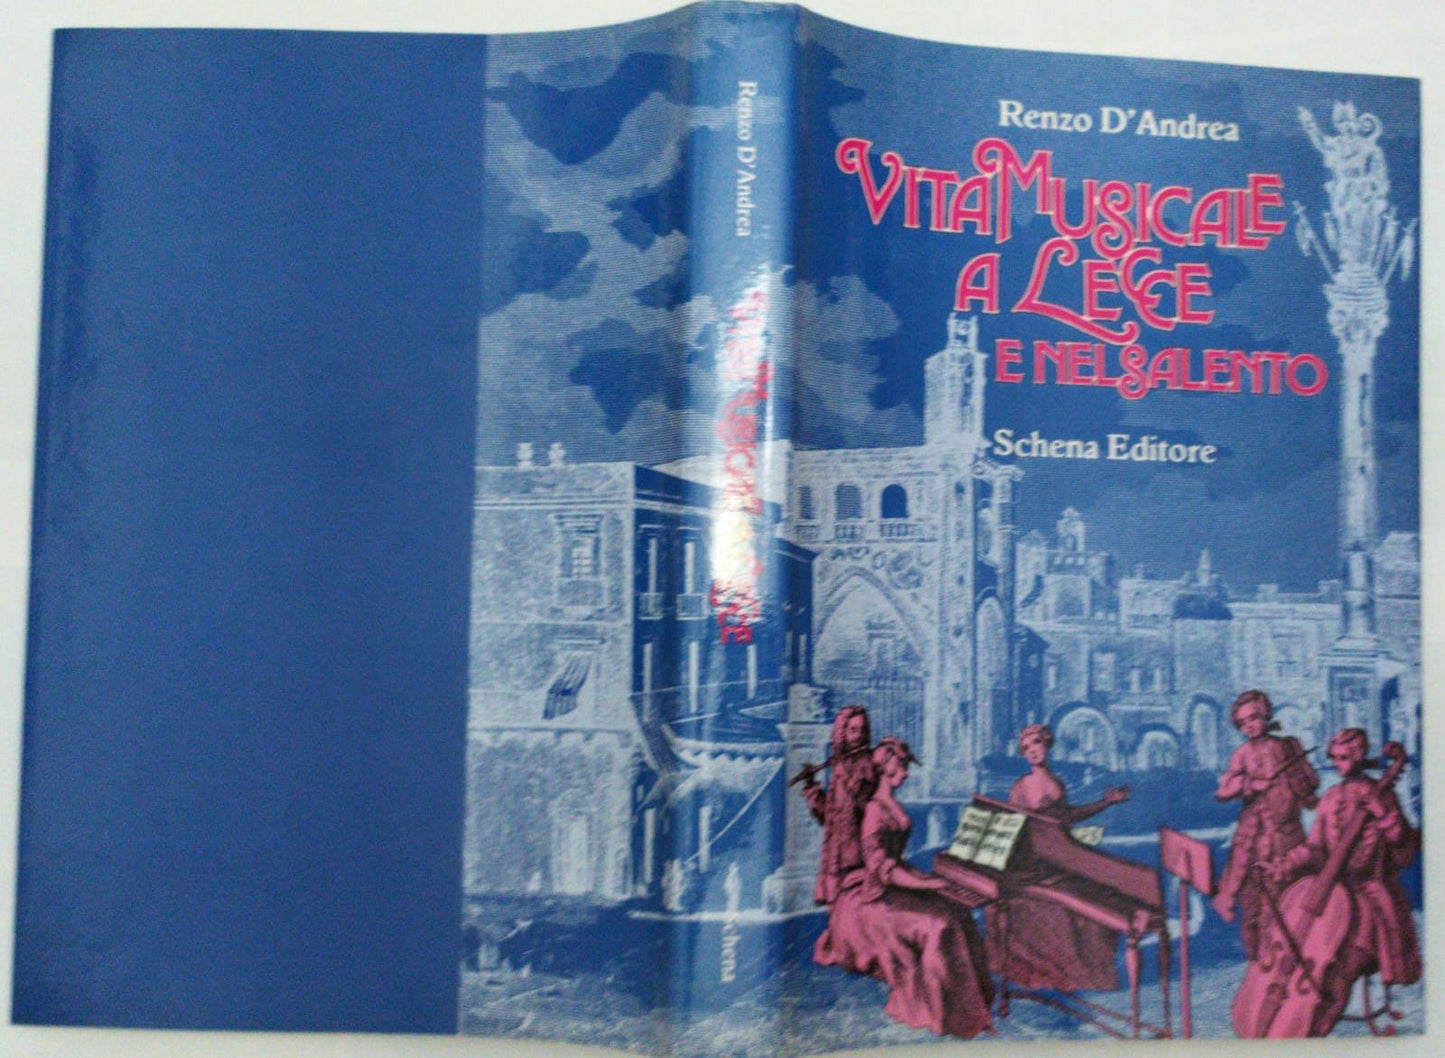 Renzo D'Andrea
VITA MUSICALE
A LECCE
E NEL SALENTO
Schena Editore
Renzo D'Andrea
Schena